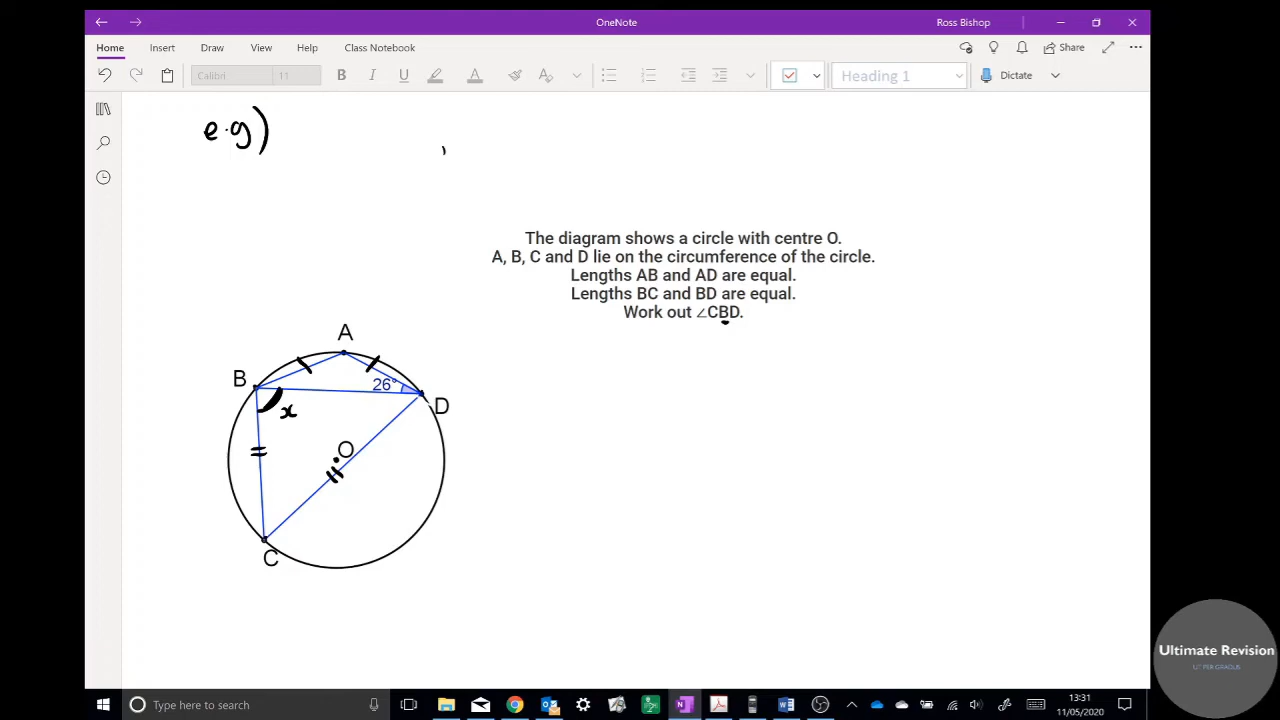 OneNote
Ross Bishop
Home Insert Draw View Help Class Notebook
Share
Calibri 11 B I U A
Heading 1
Dictate
e.g)
The diagram shows a circle with centre O.
A, B, C and D lie on the circumference of the circle.
Lengths AB and AD are equal.
Lengths BC and BD are equal.
Work out ∠CBD.
A
B
26°
D
x
O
C
Ultimate Revision
Type here to search
13:31
11/05/2020